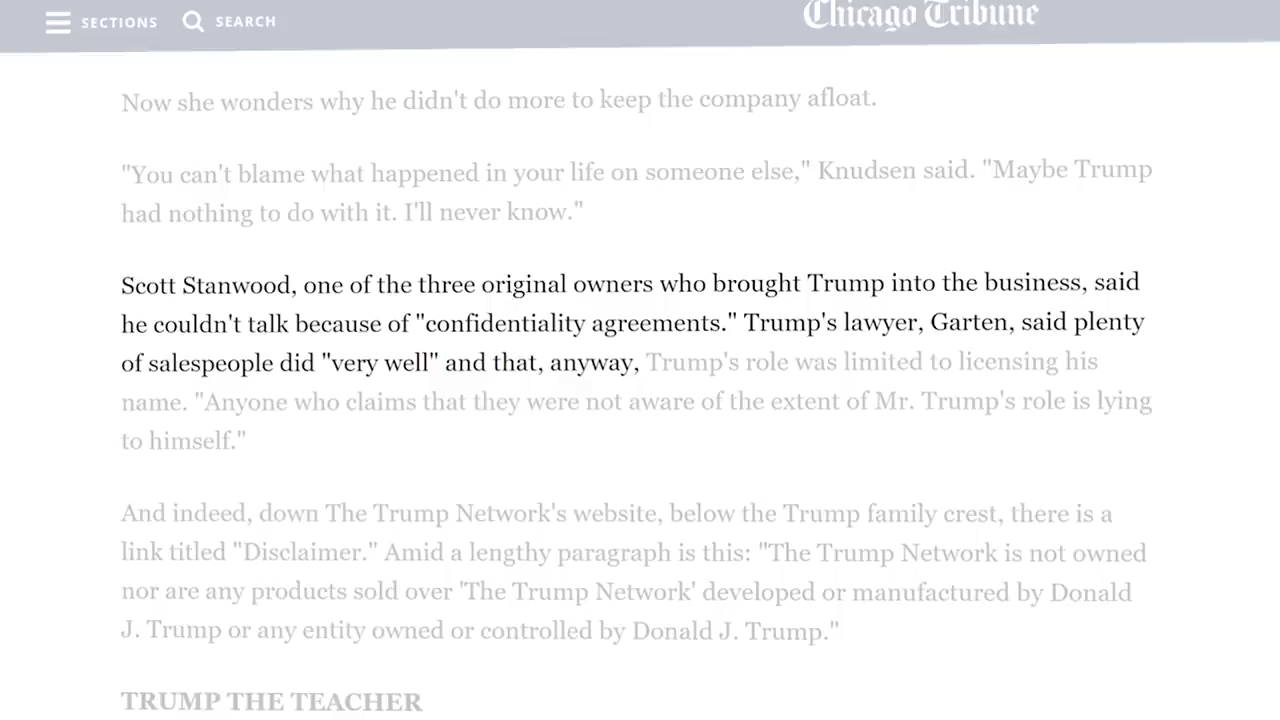 SECTIONS SEARCH Chicago Tribune
Now she wonders why he didn't do more to keep the company afloat.
"You can't blame what happened in your life on someone else," Knudsen said. "Maybe Trump
had nothing to do with it. I'll never know."
Scott Stanwood, one of the three original owners who brought Trump into the business, said
he couldn't talk because of "confidentiality agreements." Trump's lawyer, Garten, said plenty
of salespeople did "very well" and that, anyway, Trump's role was limited to licensing his
name. "Anyone who claims that they were not aware of the extent of Mr. Trump's role is lying
to himself."
And indeed, down The Trump Network's website, below the Trump family crest, there is a
link titled "Disclaimer." Amid a lengthy paragraph is this: "The Trump Network is not owned
nor are any products sold over 'The Trump Network' developed or manufactured by Donald
J. Trump or any entity owned or controlled by Donald J. Trump."
TRUMP THE TEACHER